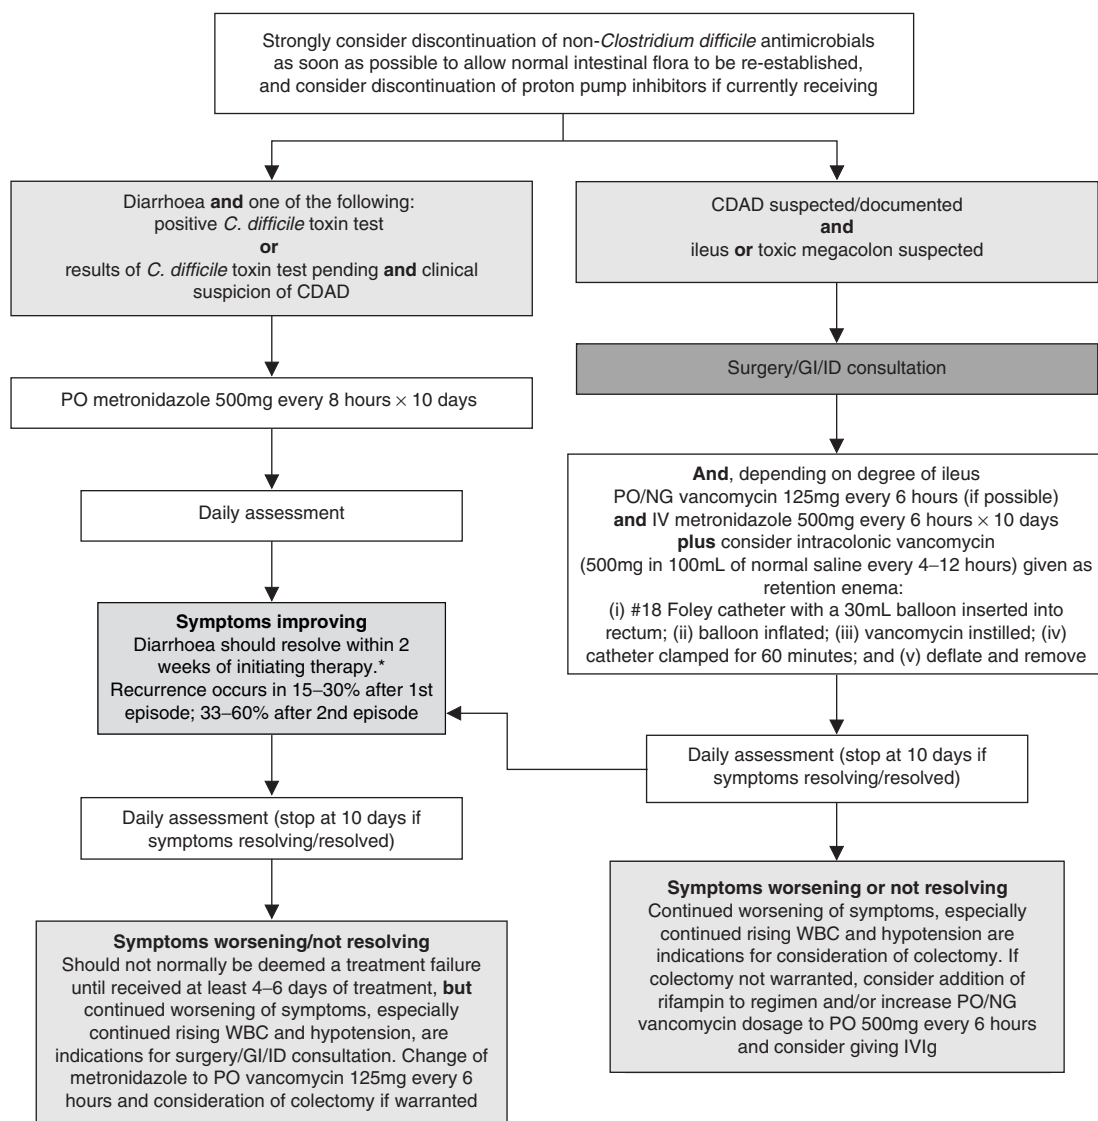 Strongly consider discontinuation of non-Clostridium difficile antimicrobials
as soon as possible to allow normal intestinal flora to be re-established,
and consider discontinuation of proton pump inhibitors if currently receiving
Diarrhoea and one of the following:
positive C. difficile toxin test
or
results of C. difficile toxin test pending and clinical
suspicion of CDAD
PO metronidazole 500mg every 8 hours × 10 days
Daily assessment
Symptoms improving
Diarrhoea should resolve within 2
weeks of initiating therapy.*
Recurrence occurs in 15–30% after 1st
episode; 33–60% after 2nd episode
Daily assessment (stop at 10 days if
symptoms resolving/resolved)
Symptoms worsening/not resolving
Should not normally be deemed a treatment failure
until received at least 4–6 days of treatment, but
continued worsening of symptoms, especially
continued rising WBC and hypotension, are
indications for surgery/GI/ID consultation. Change of
metronidazole to PO vancomycin 125mg every 6
hours and consideration of colectomy if warranted
CDAD suspected/documented
and
ileus or toxic megacolon suspected
Surgery/GI/ID consultation
And, depending on degree of ileus
PO/NG vancomycin 125mg every 6 hours (if possible)
and IV metronidazole 500mg every 6 hours × 10 days
plus consider intracolonic vancomycin
(500mg in 100mL of normal saline every 4–12 hours) given as
retention enema:
(i) #18 Foley catheter with a 30mL balloon inserted into
rectum; (ii) balloon inflated; (iii) vancomycin instilled; (iv)
catheter clamped for 60 minutes; and (v) deflate and remove
Daily assessment (stop at 10 days if
symptoms resolving/resolved)
Symptoms worsening or not resolving
Continued worsening of symptoms, especially
continued rising WBC and hypotension are
indications for consideration of colectomy. If
colectomy not warranted, consider addition of
rifampin to regimen and/or increase PO/NG
vancomycin dosage to PO 500mg every 6 hours
and consider giving IVIg